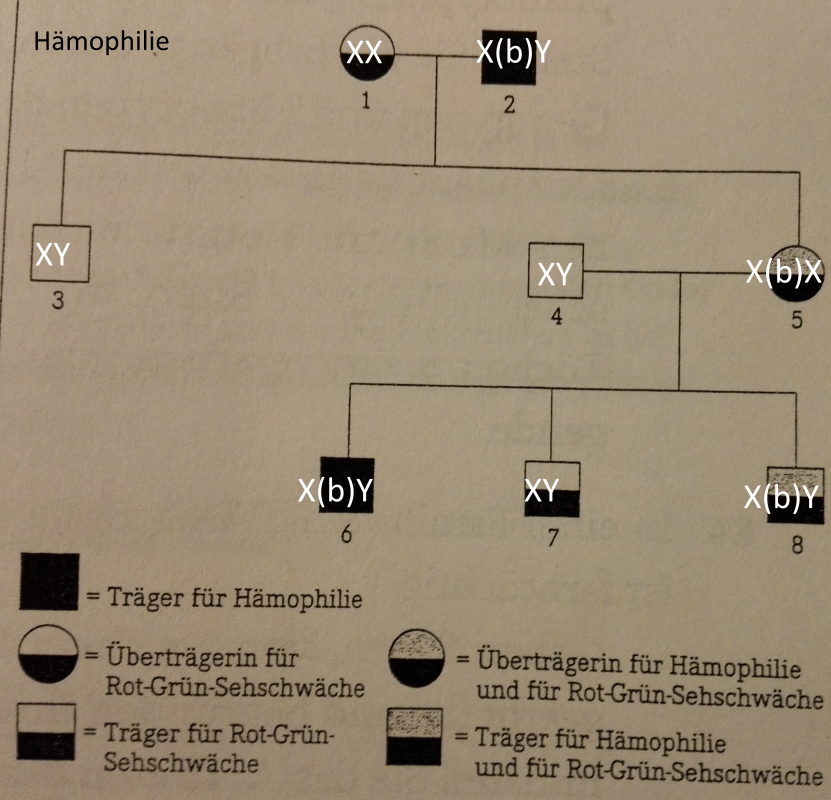 Hämophilie
XX
X(b)Y
1
2
XY
XY
X(b)X
3
4
5
X(b)Y
XY
X(b)Y
6
7
8
= Träger für Hämophilie
= Überträgerin für
Rot-Grün-Sehschwäche
= Überträgerin für Hämophilie
und für Rot-Grün-Sehschwäche
= Träger für Rot-Grün-
Sehschwäche
= Träger für Hämophilie
und für Rot-Grün-Sehschwäche